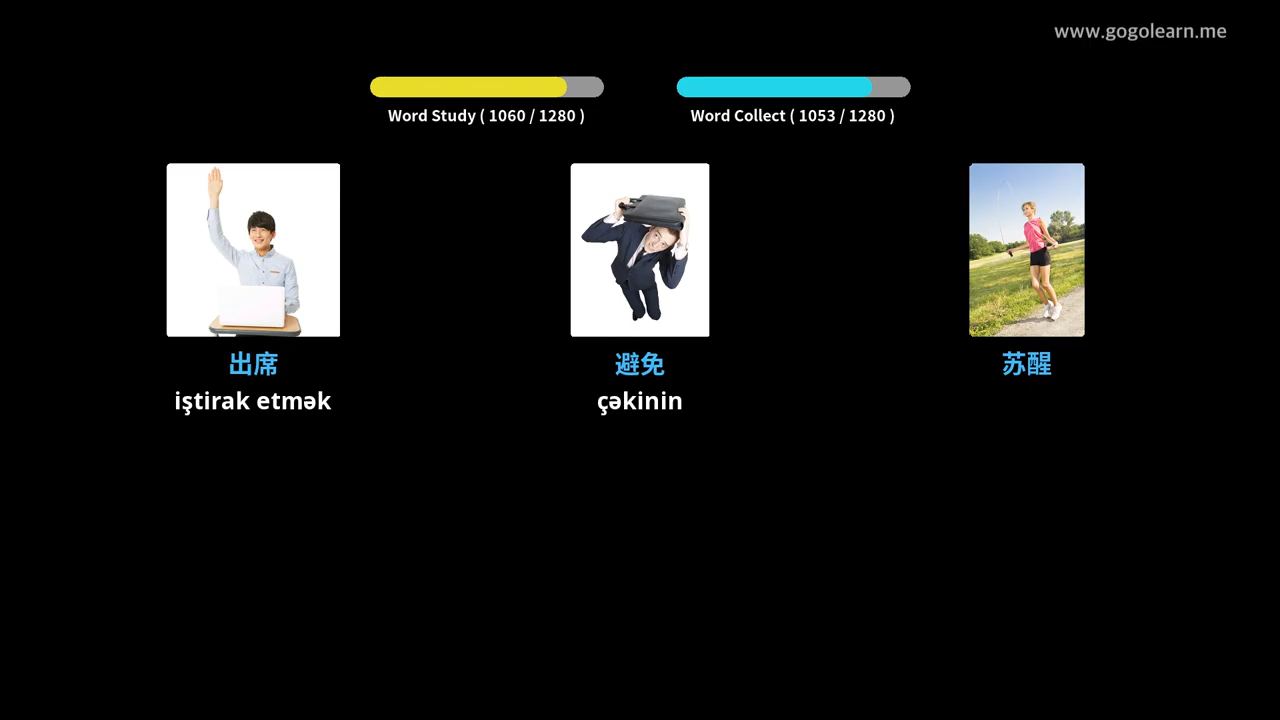 www.gogolearn.me
Word Study ( 1060 / 1280 )
Word Collect ( 1053 / 1280 )
出席
iştirak etmək
避免
çəkinin
苏醒